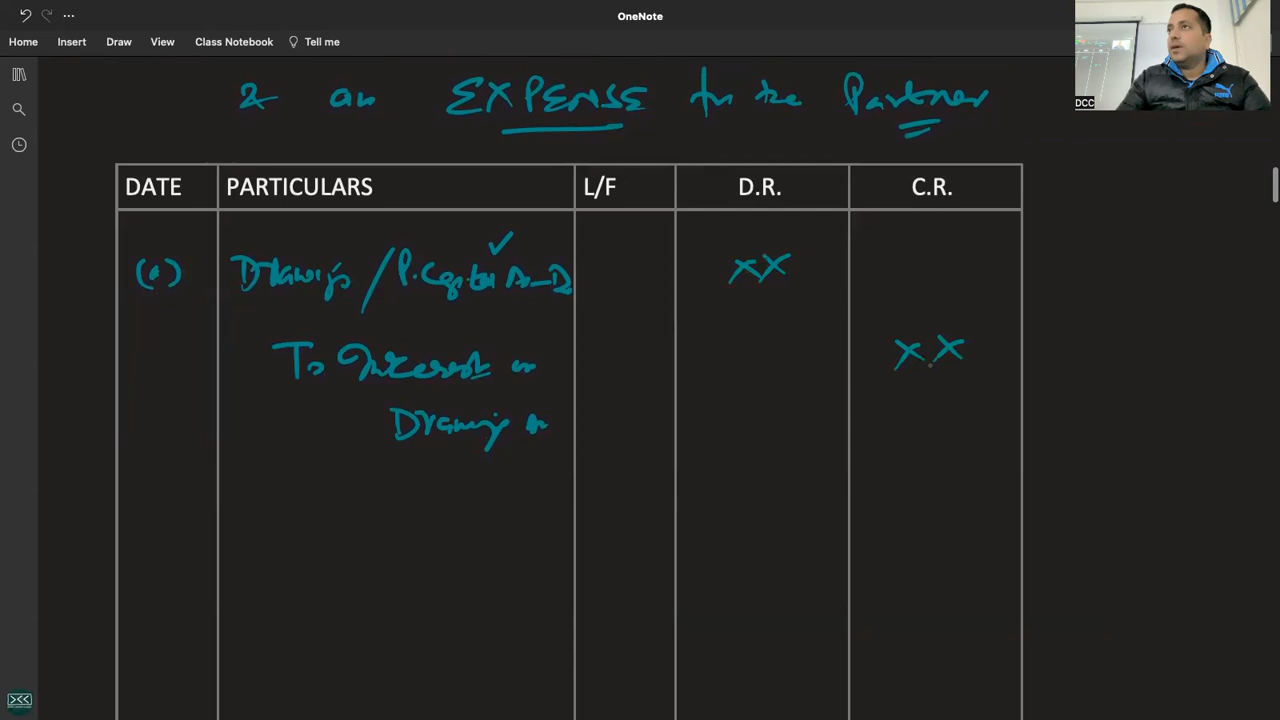 OneNote
Home Insert Draw View Class Notebook Tell me
& an EXPENSE for the Partner
DCC
DATE PARTICULARS L/F D.R. C.R.
(a) Drawings / P. Capital A/c Dr XX
To Interest on XX
Drawings A/c